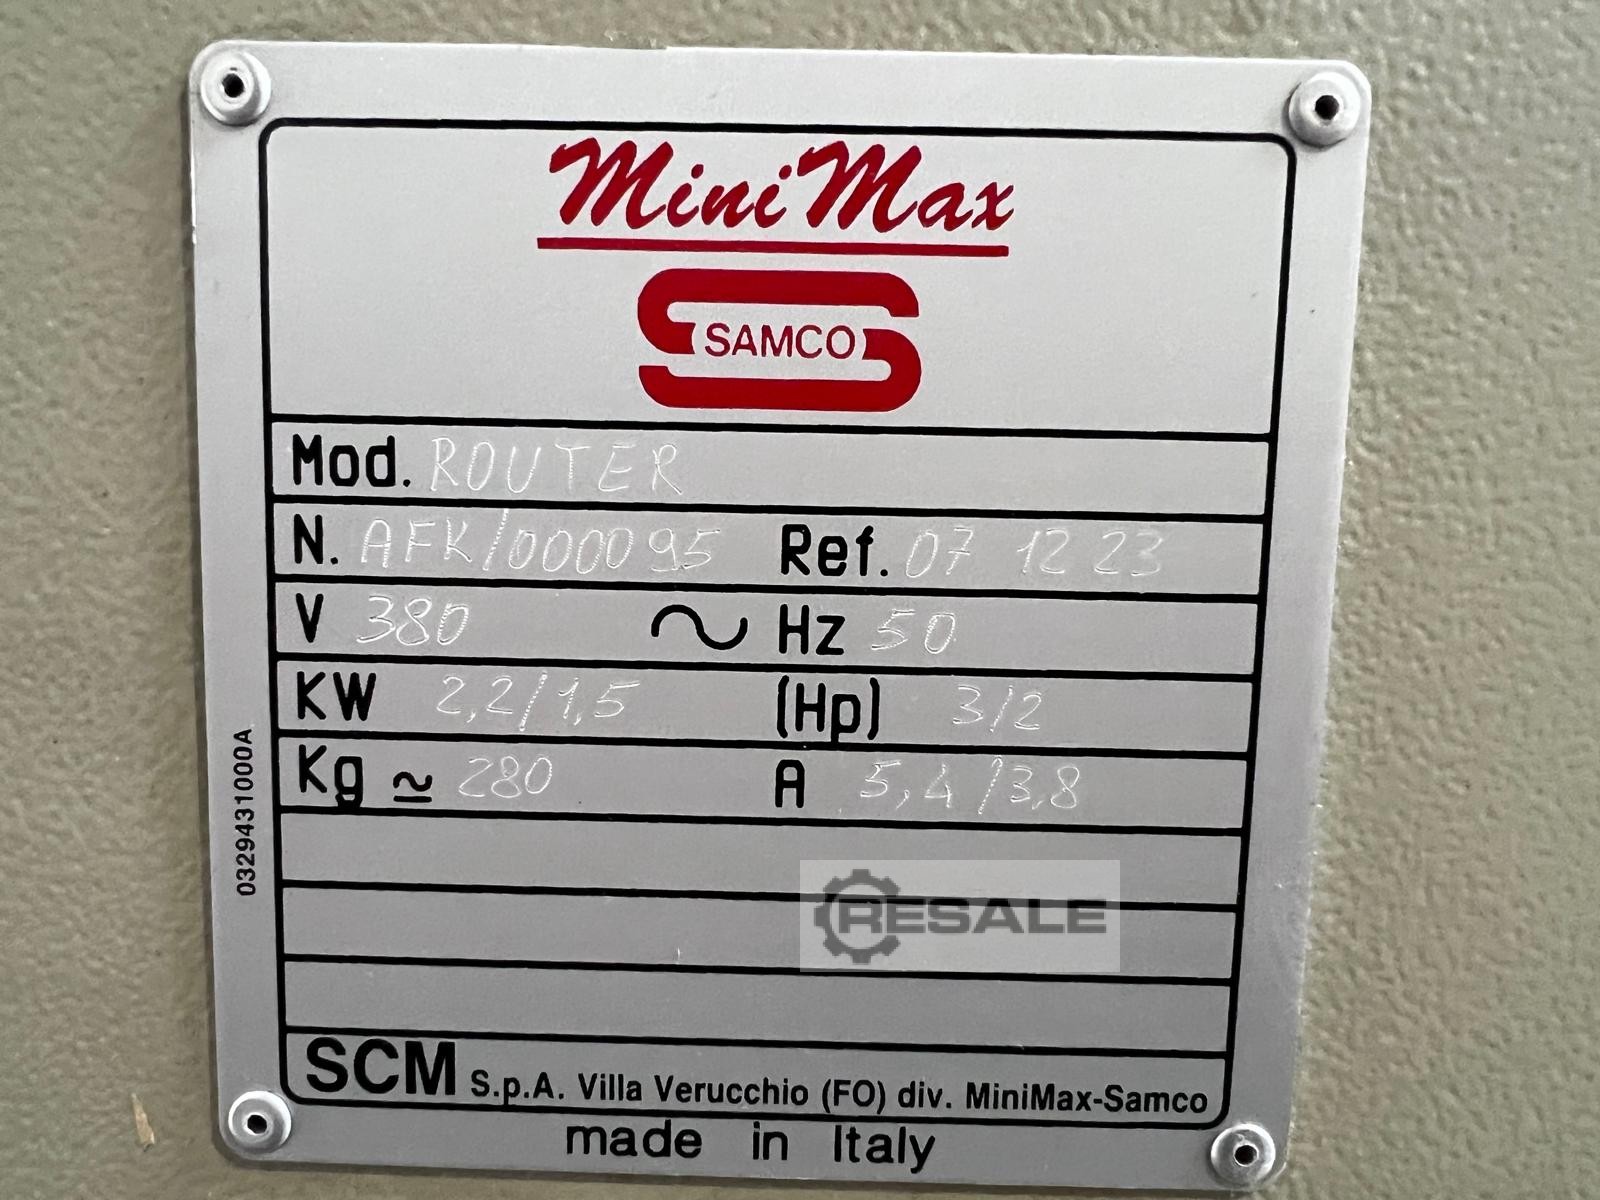 MiniMax
SAMCO
Mod. ROUTER
N. AFK/000095 Ref. 07 12 23
V 380 ~ Hz 50
KW 2,2/1,5 (Hp) 3/2
Kg ≃ 280 A 5,4/3,8
RESALE
SCM S.p.A. Villa Verucchio (FO) div. MiniMax-Samco
made in Italy
0329431000A